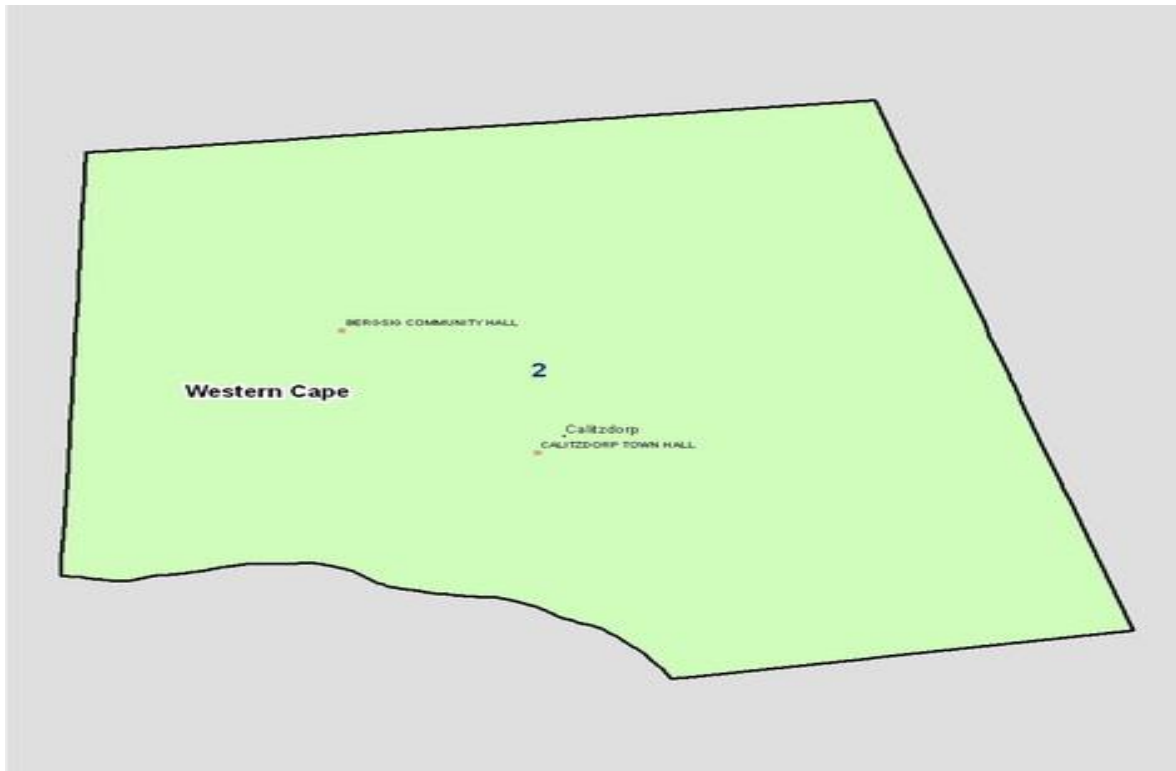 BERGSIG COMMUNITY HALL
2
Western Cape
Calitzdorp
CALITZDORP TOWN HALL